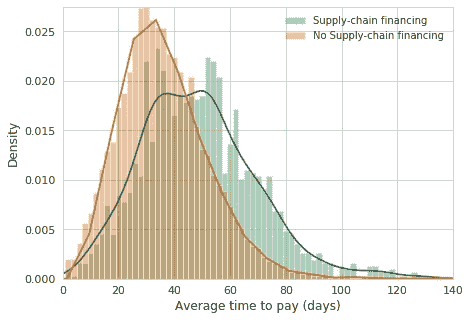 Supply-chain financing
No Supply-chain financing
0.025
0.020
0.015
0.010
0.005
0.000
Density
0 20 40 60 80 100 120 140
Average time to pay (days)